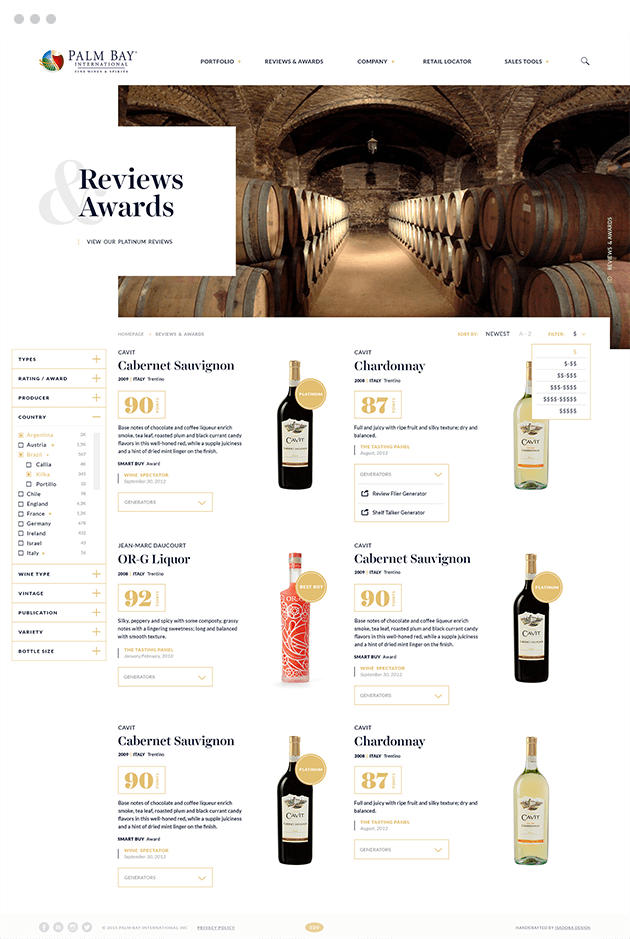 PALM BAY
INTERNATIONAL
FINE WINES & SPIRITS
PORTFOLIO +
REVIEWS & AWARDS
COMPANY +
RETAIL LOCATOR
SALES TOOLS +
&
Reviews
Awards
VIEW OUR PLATINUM REVIEWS
REVIEWS & AWARDS
HOMEPAGE
REVIEWS & AWARDS
SORT BY: NEWEST A - Z
FILTER: $
$
$-$$
$$-$$$
$$$-$$$$
$$$$-$$$$$
$$$$$
TYPES +
RATING / AWARD +
PRODUCER +
COUNTRY −
Argentina 2K
Austria + 1,5K
Brazil + 567
Callia 46
Kilka 345
Portillo 32
Chile 98
England 4,3K
France + 1,2K
Germany 678
Ireland 432
Israel 45
Italy + 16
WINE TYPE +
VINTAGE +
PUBLICATION +
VARIETY +
BOTTLE SIZE +
CAVIT
Cabernet Sauvignon
2009 | ITALY Trentino
90 POINTS
Base notes of chocolate and coffee liqueur enrich
smoke, tea leaf, roasted plum and black currant candy
flavors in this well-honed red, while a supple juiciness
and a hint of dried mint linger on the finish.
SMART BUY Award
WINE SPECTATOR
September 30, 2012
GENERATORS
PLATINUM
CAVIT
CAVIT
Chardonnay
2008 | ITALY Trentino
87 POINTS
Full and juicy with ripe fruit and silky texture; dry and
balanced.
THE TASTING PANEL
August, 2012
GENERATORS
Review Flier Generator
Shelf Talker Generator
CAVIT
JEAN-MARC DAUCOURT
OR-G Liquor
2008 | ITALY Trentino
92 POINTS
Silky, peppery and spicy with some composty, grassy
notes with a lingering sweetness; long and balanced
with smooth texture.
THE TASTING PANEL
January/February, 2010
GENERATORS
BEST BUY
CAVIT
Cabernet Sauvignon
2009 | ITALY Trentino
90 POINTS
Base notes of chocolate and coffee liqueur enrich
smoke, tea leaf, roasted plum and black currant candy
flavors in this well-honed red, while a supple juiciness
and a hint of dried mint linger on the finish.
SMART BUY Award
WINE SPECTATOR
September 30, 2012
GENERATORS
PLATINUM
CAVIT
CAVIT
Cabernet Sauvignon
2009 | ITALY Trentino
90 POINTS
Base notes of chocolate and coffee liqueur enrich
smoke, tea leaf, roasted plum and black currant candy
flavors in this well-honed red, while a supple juiciness
and a hint of dried mint linger on the finish.
SMART BUY Award
WINE SPECTATOR
September 30, 2012
GENERATORS
PLATINUM
CAVIT
CAVIT
Chardonnay
2008 | ITALY Trentino
87 POINTS
Full and juicy with ripe fruit and silky texture; dry and
balanced.
THE TASTING PANEL
August, 2012
GENERATORS
CAVIT
© 2015 PALM BAY INTERNATIONAL INC
PRIVACY POLICY
HANDCRAFTED BY ISADORA DESIGN